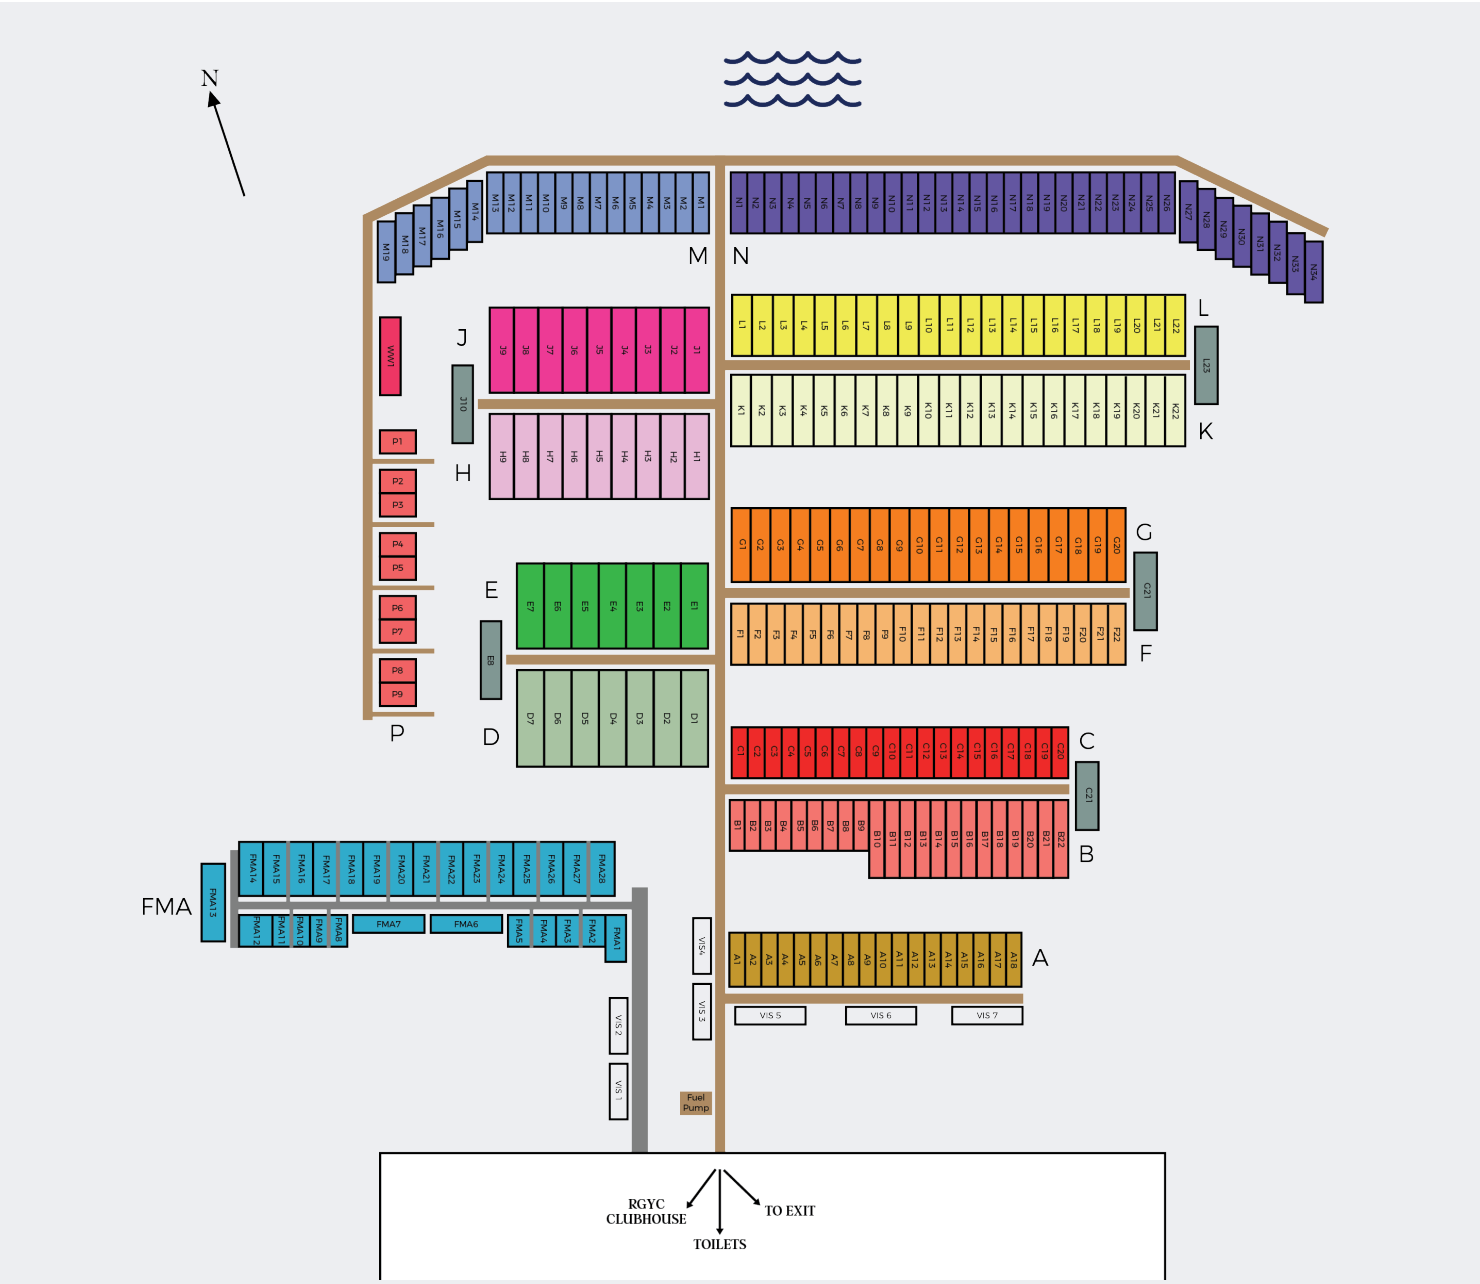 N
M13 M12 M11 M10 M9 M8 M7 M6 M5 M4 M3 M2 M1
N1 N2 N3 N4 N5 N6 N7 N8 N9 N10 N11 N12 N13 N14 N15 N16 N17 N18 N19 N20 N21 N22 N23 N24 N25 N26
M19 M18 M17 M16 M15 M14
N27 N28 N29 N30 N31 N32 N33 N34
M N
L1 L2 L3 L4 L5 L6 L7 L8 L9 L10 L11 L12 L13 L14 L15 L16 L17 L18 L19 L20 L21 L22
L
L23
WW1
J
J9 J8 J7 J6 J5 J4 J3 J2 J1
J10
K1 K2 K3 K4 K5 K6 K7 K8 K9 K10 K11 K12 K13 K14 K15 K16 K17 K18 K19 K20 K21 K22
K
P1
H9 H8 H7 H6 H5 H4 H3 H2 H1
H
P2
P3
P4
P5
P6
P7
P8
P9
P
G1 G2 G3 G4 G5 G6 G7 G8 G9 G10 G11 G12 G13 G14 G15 G16 G17 G18 G19 G20
G
G21
E
E7 E6 E5 E4 E3 E2 E1
E8
F1 F2 F3 F4 F5 F6 F7 F8 F9 F10 F11 F12 F13 F14 F15 F16 F17 F18 F19 F20 F21 F22
F
D7 D6 D5 D4 D3 D2 D1
D
C1 C2 C3 C4 C5 C6 C7 C8 C9 C10 C11 C12 C13 C14 C15 C16 C17 C18 C19 C20
C
C21
B1 B2 B3 B4 B5 B6 B7 B8 B9 B10 B11 B12 B13 B14 B15 B16 B17 B18 B19 B20 B21 B22
B
FMA14 FMA15 FMA16 FMA17 FMA18 FMA19 FMA20 FMA21 FMA22 FMA23 FMA24 FMA25 FMA26 FMA27 FMA28
FMA
FMA13
FMA12 FMA11 FMA10 FMA9 FMA8 FMA7 FMA6 FMA5 FMA4 FMA3 FMA2 FMA1
VIS4
A1 A2 A3 A4 A5 A6 A7 A8 A9 A10 A11 A12 A13 A14 A15 A16 A17 A18
A
VIS 2
VIS 3
VIS 5 VIS 6 VIS 7
VIS 1
Fuel
Pump
RGYC
CLUBHOUSE
TO EXIT
TOILETS